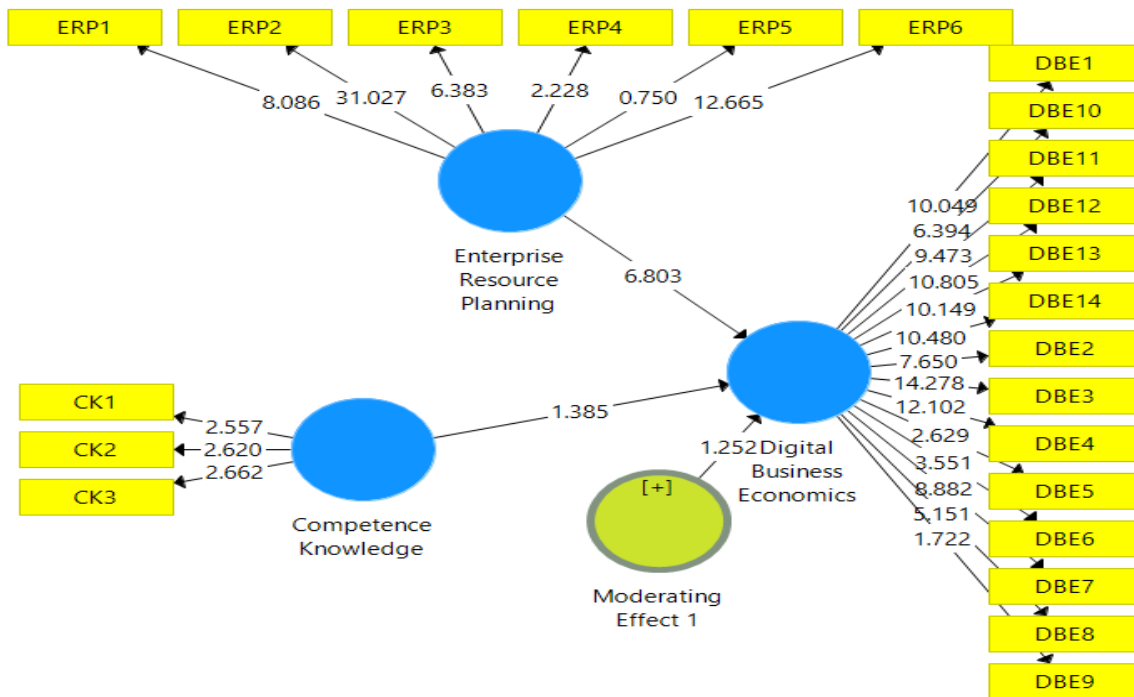 ERP1
ERP2
ERP3
ERP4
ERP5
ERP6
8.086
31.027
6.383
2.228
0.750
12.665
Enterprise
Resource
Planning
6.803
DBE1
DBE10
DBE11
DBE12
DBE13
DBE14
DBE2
DBE3
DBE4
DBE5
DBE6
DBE7
DBE8
DBE9
10.049
6.394
9.473
10.805
10.149
10.480
7.650
14.278
12.102
2.629
3.551
8.882
5.151
1.722
CK1
CK2
CK3
2.557
2.620
2.662
Competence
Knowledge
1.385
1.252
Digital
Business
Economics
[+]
Moderating
Effect 1